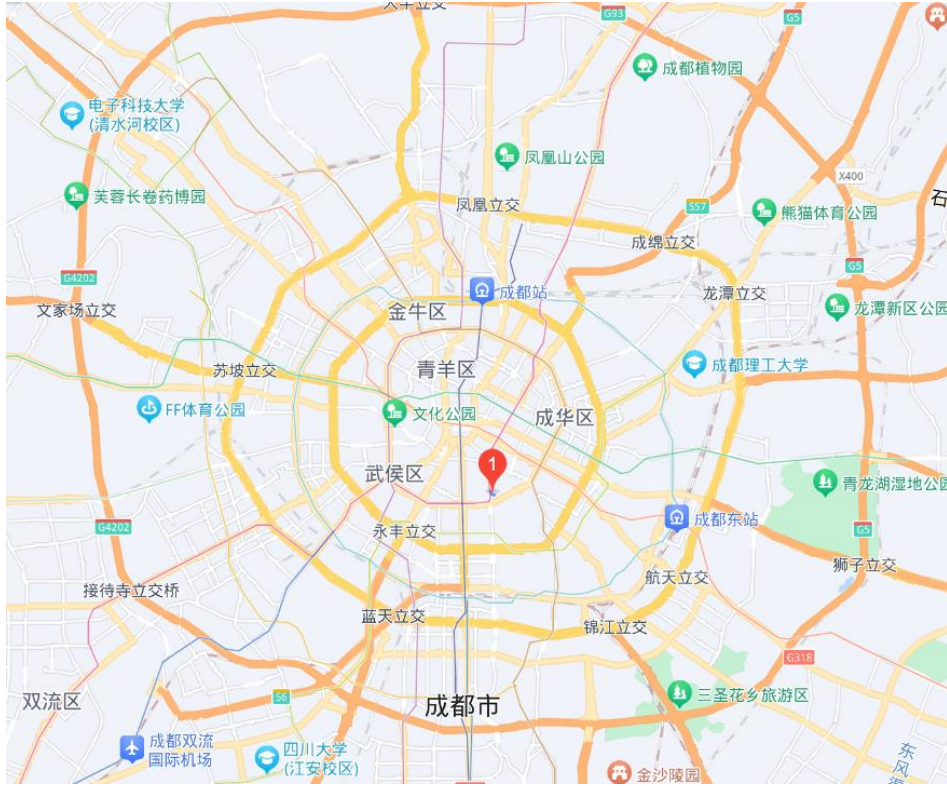 G93
G5
成都植物园
电子科技大学
(清水河校区)
凤凰山公园
X400
芙蓉长卷药博园
凤凰立交
S57
熊猫体育公园
石
成绵立交
G4202
G5
文家场立交
成都站
龙潭立交
金牛区
龙潭新区公园
青羊区
苏坡立交
成都理工大学
FF体育公园
文化公园
成华区
1
武侯区
青龙湖湿地公园
G4202
永丰立交
成都东站
G5
狮子立交
接待寺立交桥
航天立交
蓝天立交
锦江立交
G318
双流区
S6
三圣花乡旅游区
成都市
成都双流
国际机场
四川大学
(江安校区)
东
风
金沙陵园